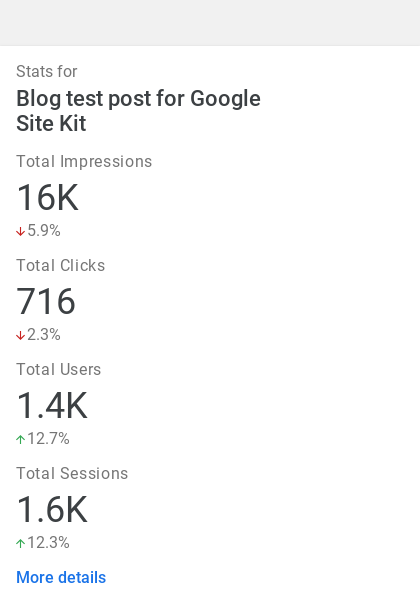 Stats for
Blog test post for Google
Site Kit
Total Impressions
16K
↓5.9%
Total Clicks
716
↓2.3%
Total Users
1.4K
↑12.7%
Total Sessions
1.6K
↑12.3%
More details